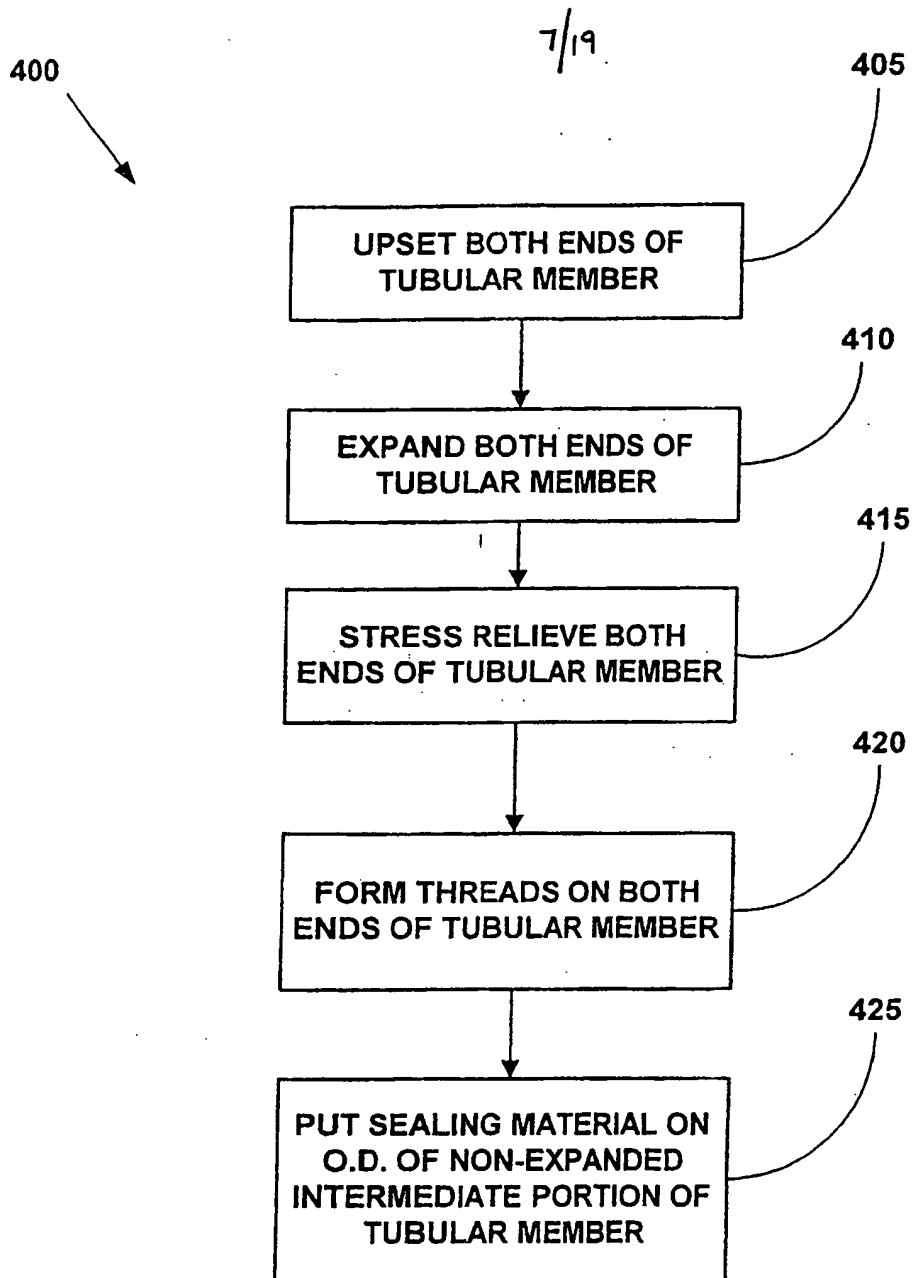 7/19
400
405
UPSET BOTH ENDS OF
TUBULAR MEMBER
410
EXPAND BOTH ENDS OF
TUBULAR MEMBER
415
STRESS RELIEVE BOTH
ENDS OF TUBULAR MEMBER
420
FORM THREADS ON BOTH
ENDS OF TUBULAR MEMBER
425
PUT SEALING MATERIAL ON
O.D. OF NON-EXPANDED
INTERMEDIATE PORTION OF
TUBULAR MEMBER